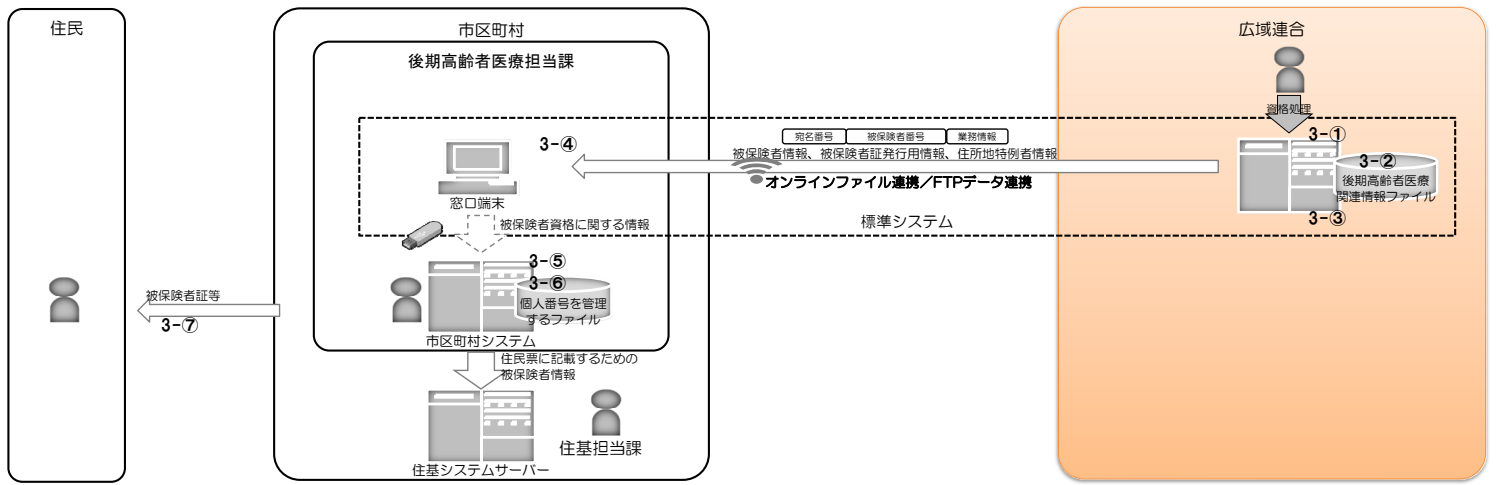 住民
市区町村
後期高齢者医療担当課
広域連合
資格処理
3-①
3-②
後期高齢者医療
関連情報ファイル
3-③
宛名番号
被保険者番号
業務情報
被保険者情報、被保険者証発行用情報、住所地特例者情報
オンラインファイル連携/FTPデータ連携
標準システム
3-④
窓口端末
被保険者資格に関する情報
3-⑤
3-⑥
個人番号を管理
するファイル
市区町村システム
被保険者証等
3-⑦
住民票に記載するための
被保険者情報
住基担当課
住基システムサーバー